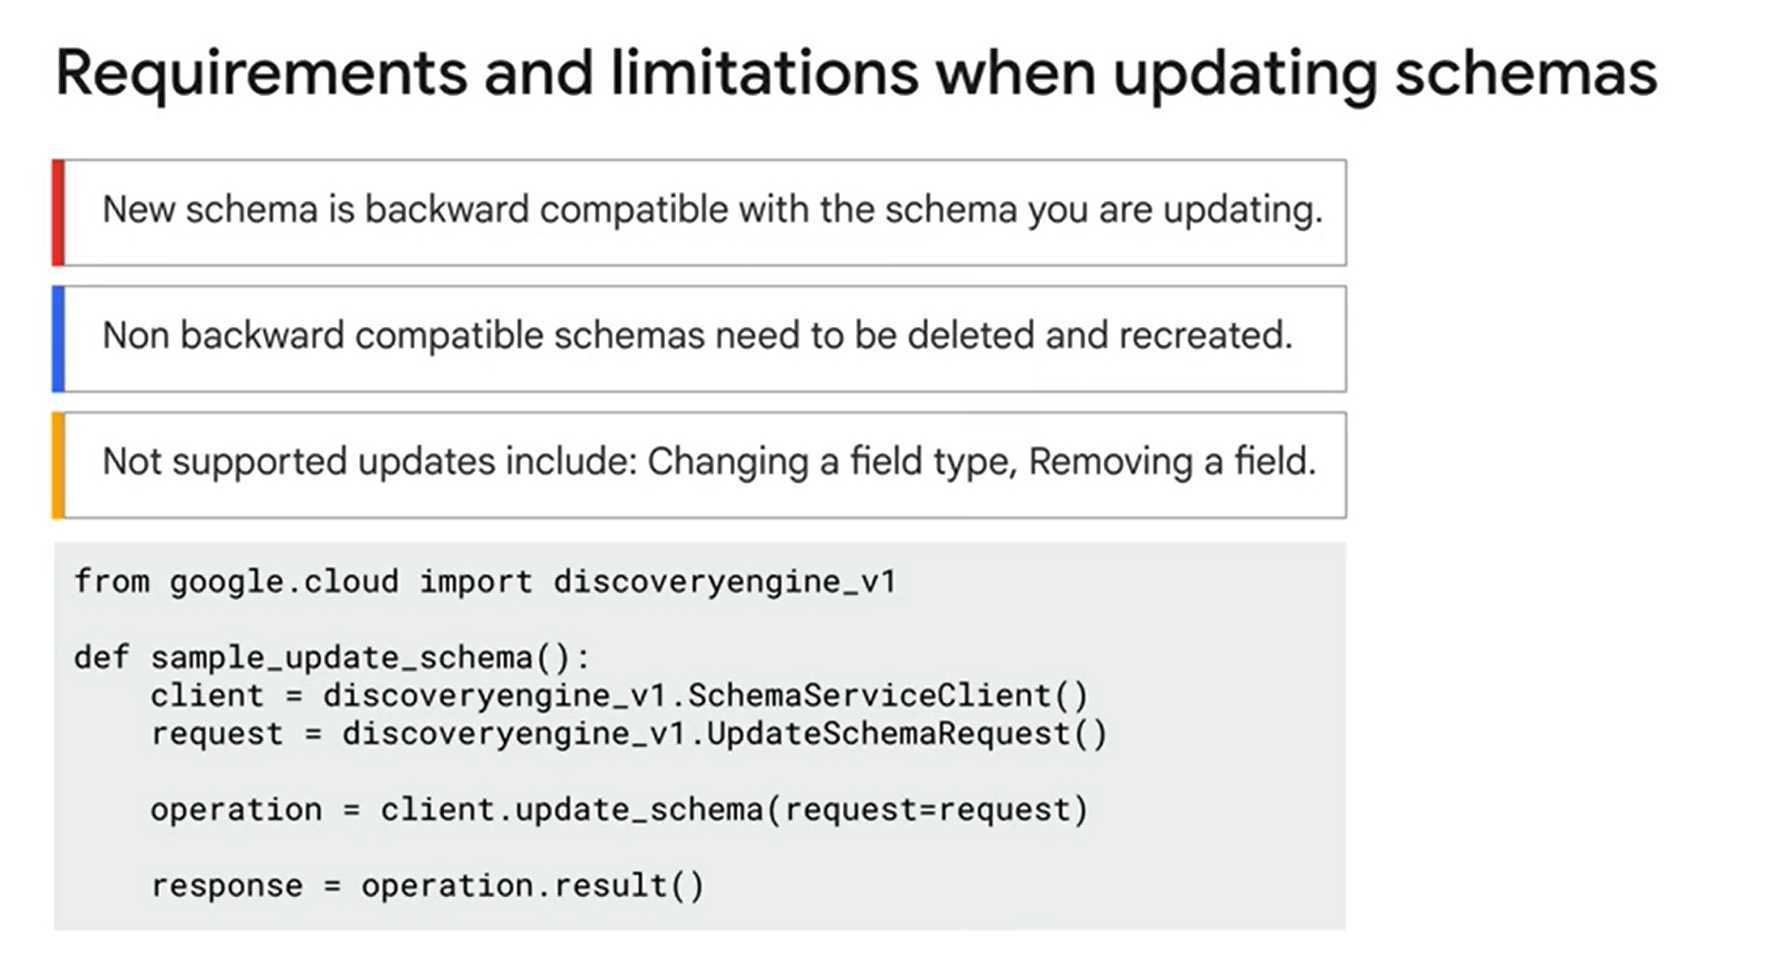 Requirements and limitations when updating schemas
New schema is backward compatible with the schema you are updating.
Non backward compatible schemas need to be deleted and recreated.
Not supported updates include: Changing a field type, Removing a field.
from google.cloud import discoveryengine_v1
def sample_update_schema():
    client = discoveryengine_v1.SchemaServiceClient()
    request = discoveryengine_v1.UpdateSchemaRequest()
    operation = client.update_schema(request=request)
    response = operation.result()